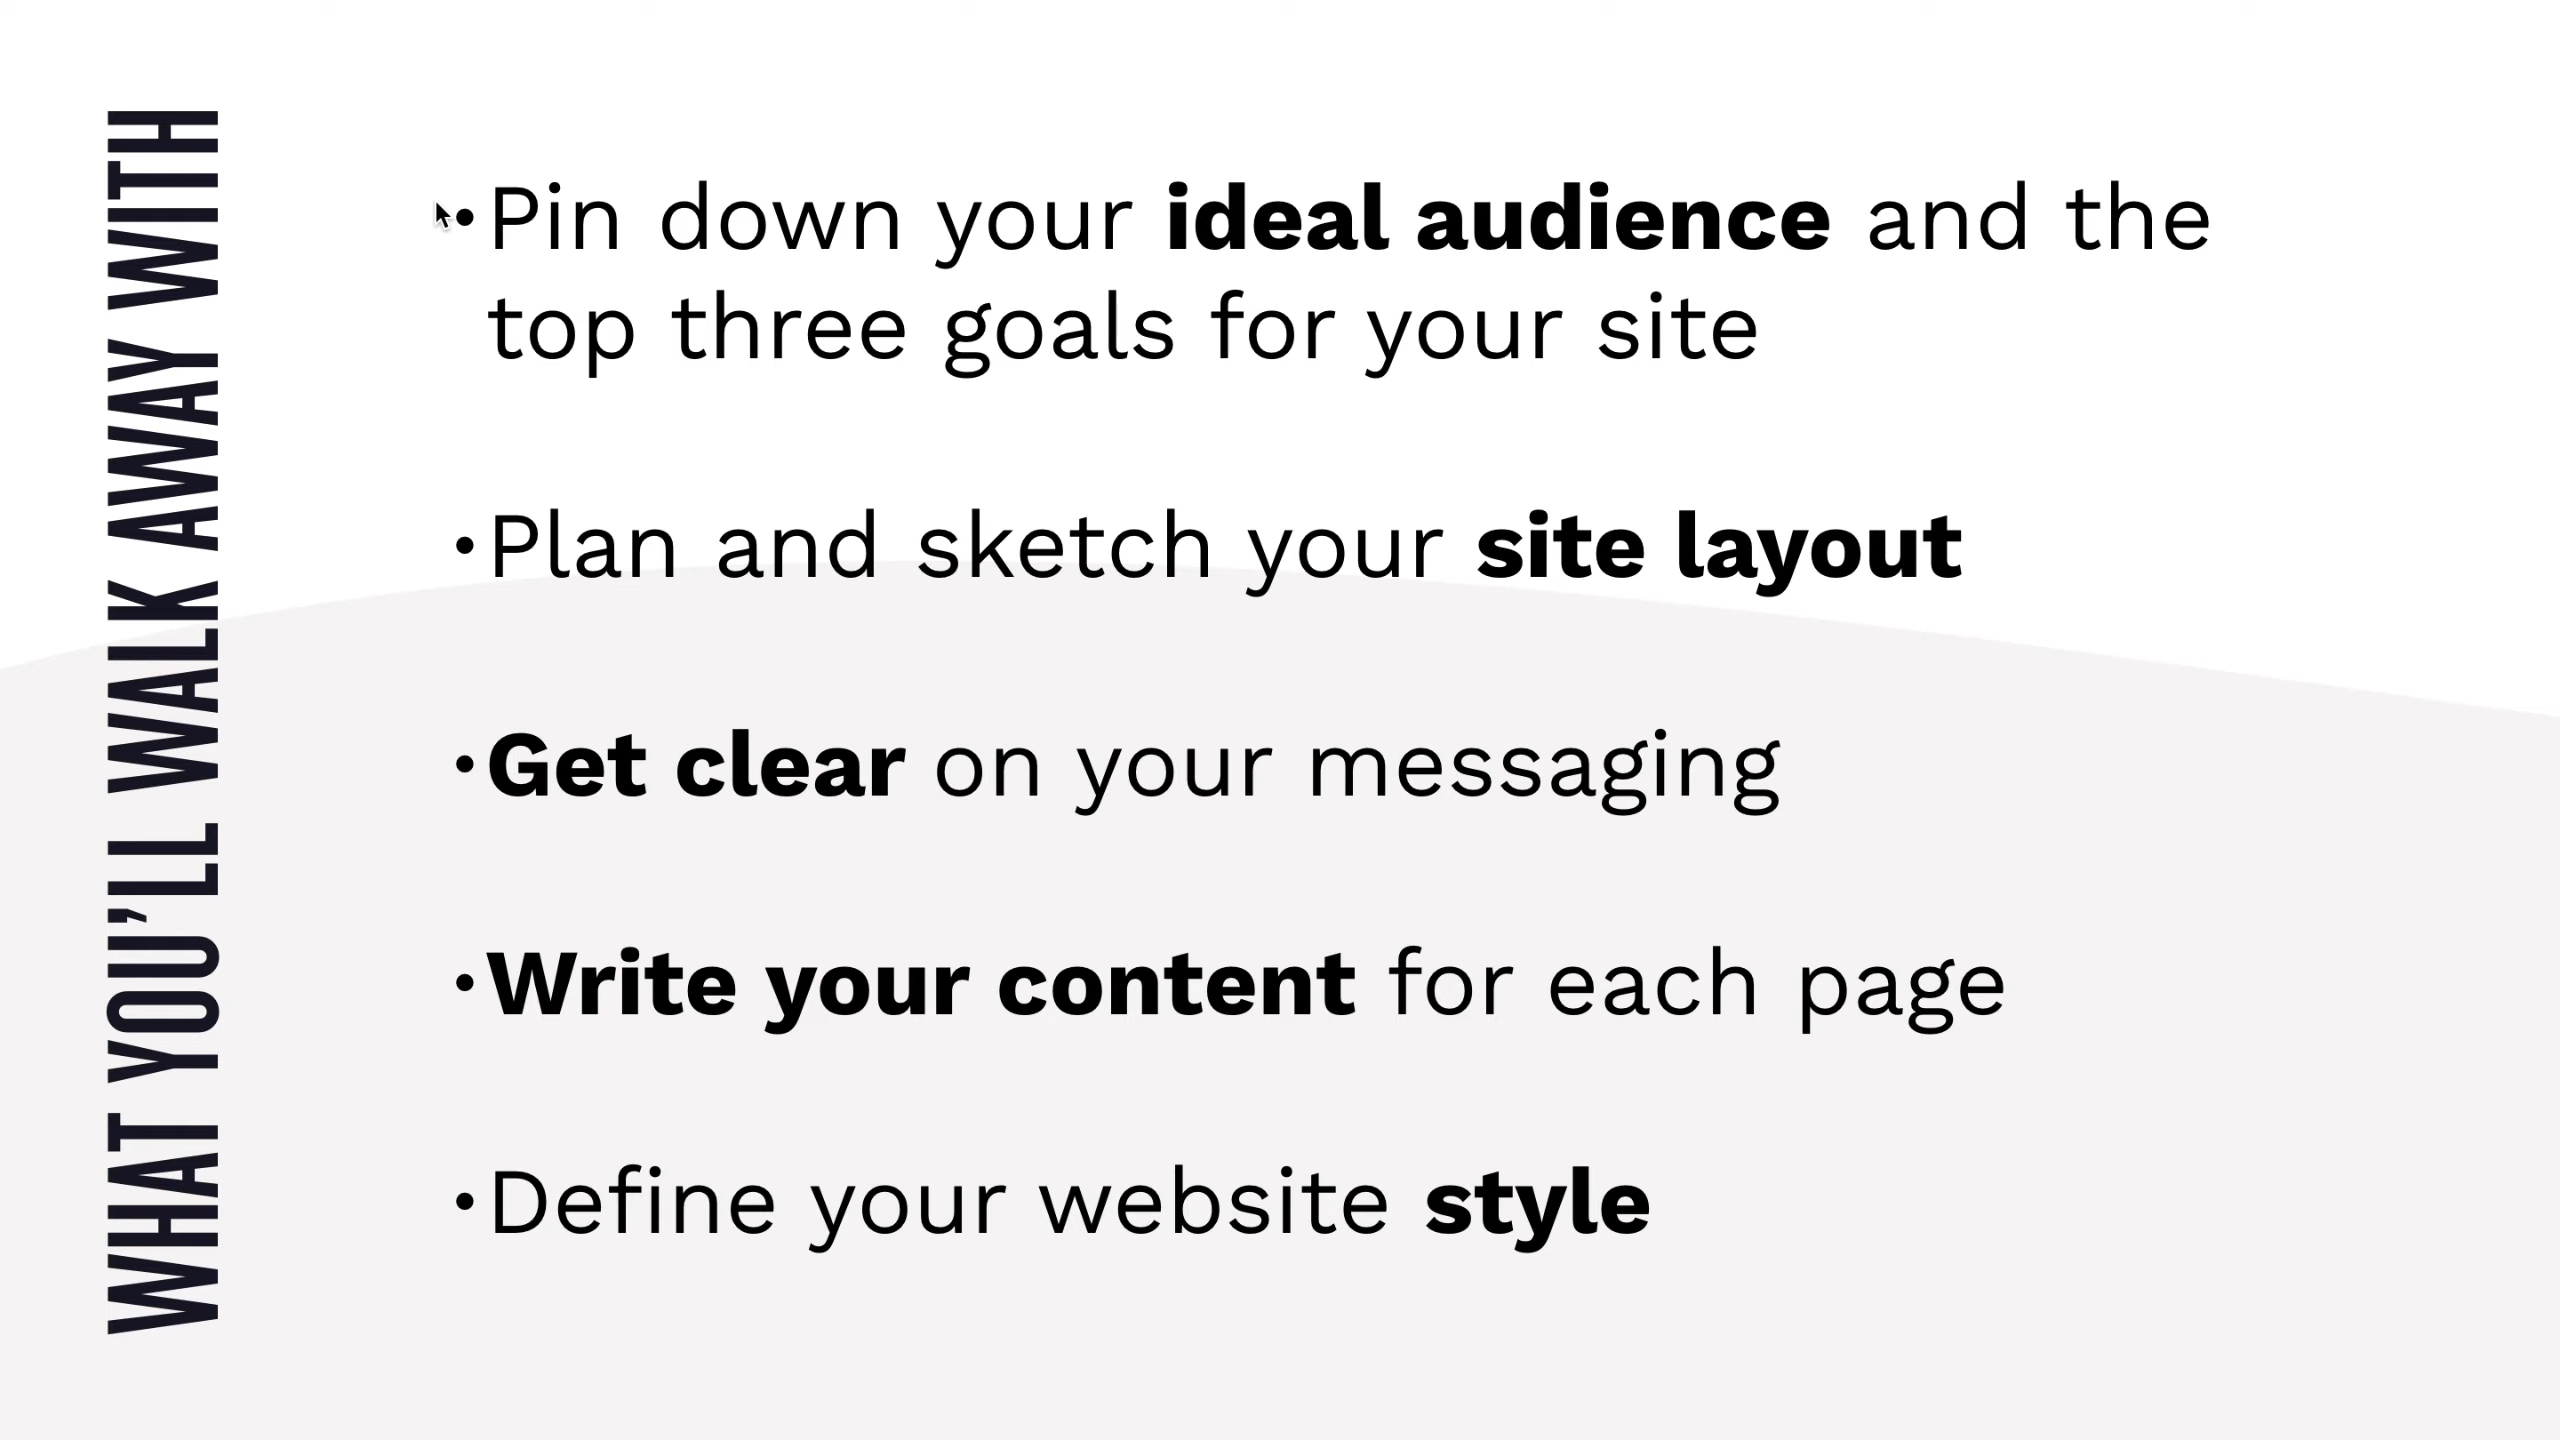 WHAT YOU'LL WALK AWAY WITH
•Pin down your ideal audience and the
top three goals for your site
•Plan and sketch your site layout
•Get clear on your messaging
•Write your content for each page
•Define your website style